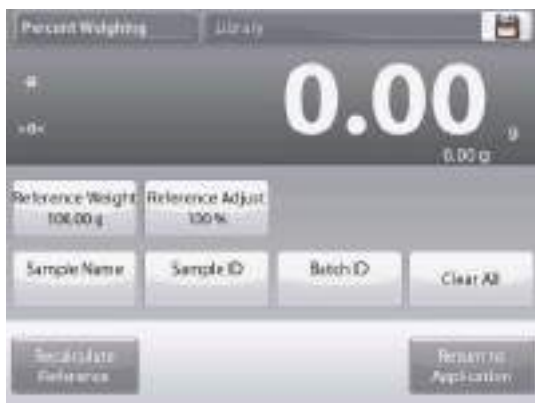 Percent Weighing
Library
>0<
0.00 g
0.00 g
Reference Weight
100.00 g
Reference Adjust
100 %
Sample Name
Sample ID
Batch ID
Clear All
Recalculate
Reference
Return to
Application